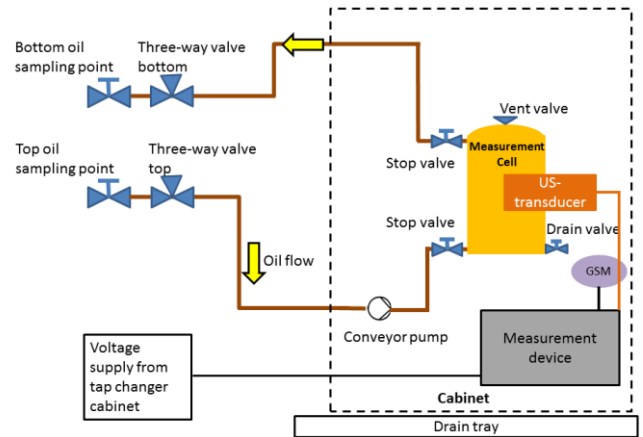 Bottom oil
sampling point
Three-way valve
bottom
Vent valve
Stop valve
Measurement
Cell
Top oil
sampling point
Three-way valve
top
US-
transducer
Stop valve
Drain valve
Oil flow
GSM
Conveyor pump
Voltage
supply from
tap changer
cabinet
Measurement
device
Cabinet
Drain tray